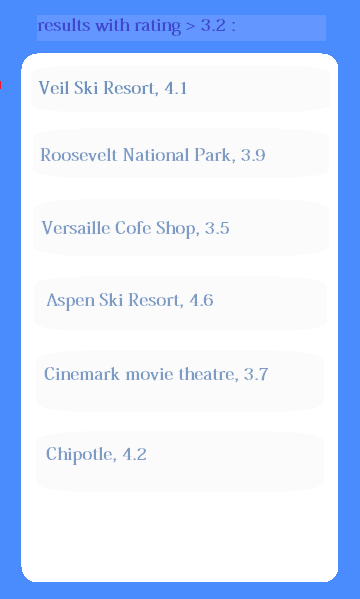 results with rating > 3.2 :
Veil Ski Resort, 4.1
Roosevelt National Park, 3.9
Versaille Cofe Shop, 3.5
Aspen Ski Resort, 4.6
Cinemark movie theatre, 3.7
Chipotle, 4.2